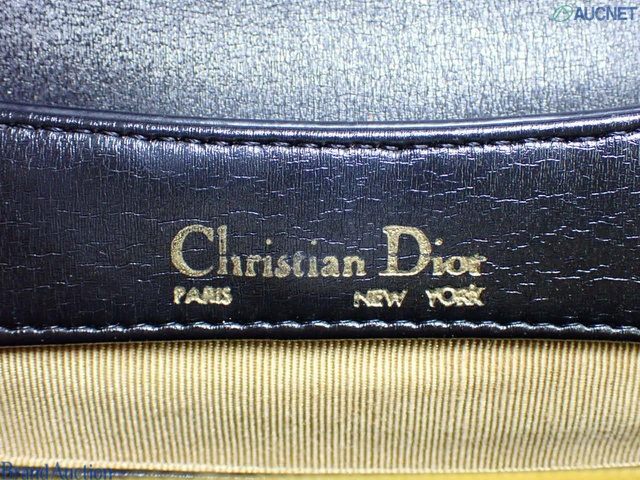 AUCNET
Christian Dior
PARIS NEW YORK
Brand Auction